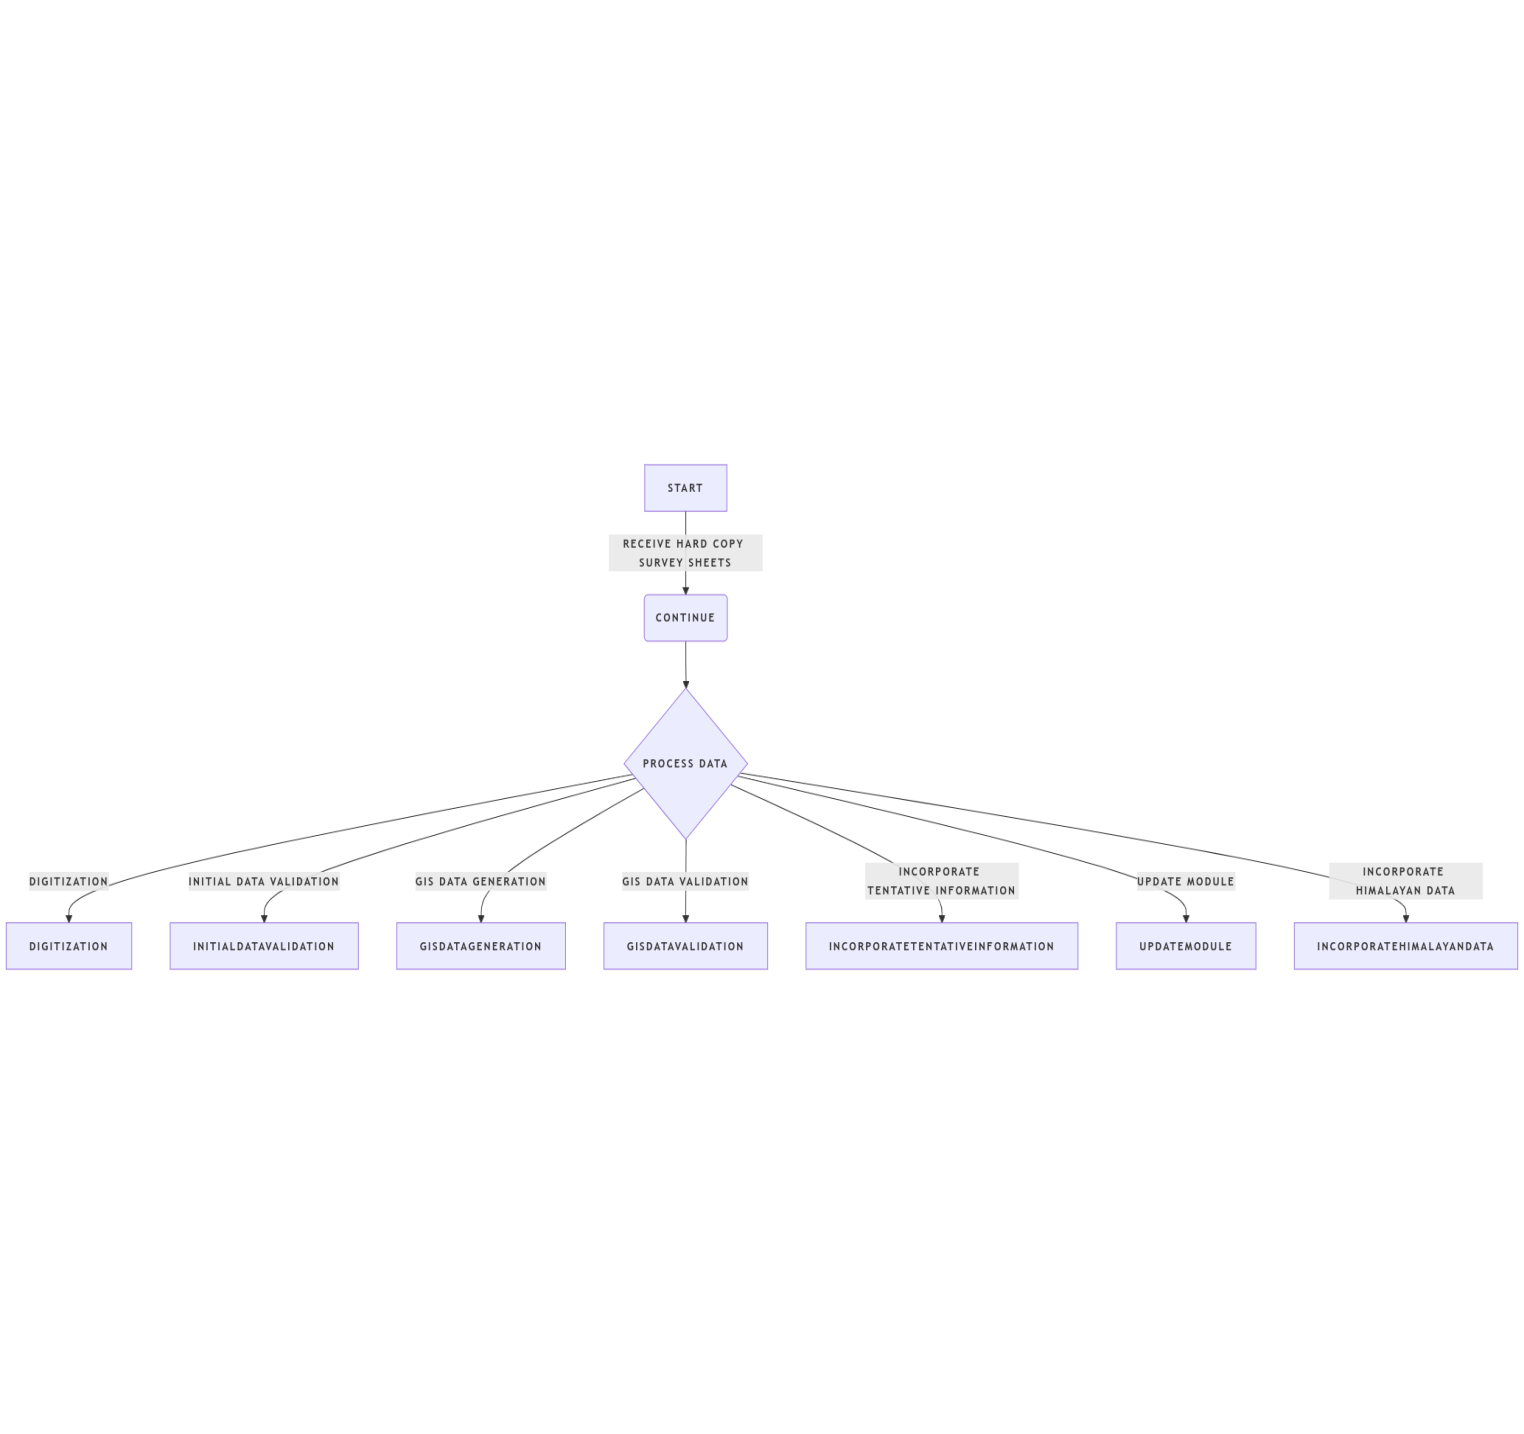 START
RECEIVE HARD COPY
SURVEY SHEETS
CONTINUE
PROCESS DATA
DIGITIZATION
INITIAL DATA VALIDATION
GIS DATA GENERATION
GIS DATA VALIDATION
INCORPORATE
TENTATIVE INFORMATION
UPDATE MODULE
INCORPORATE
HIMALAYAN DATA
DIGITIZATION
INITIALDATAVALIDATION
GISDATAGENERATION
GISDATAVALIDATION
INCORPORATETENTATIVEINFORMATION
UPDATEMODULE
INCORPORATEHIMALAYANDATA